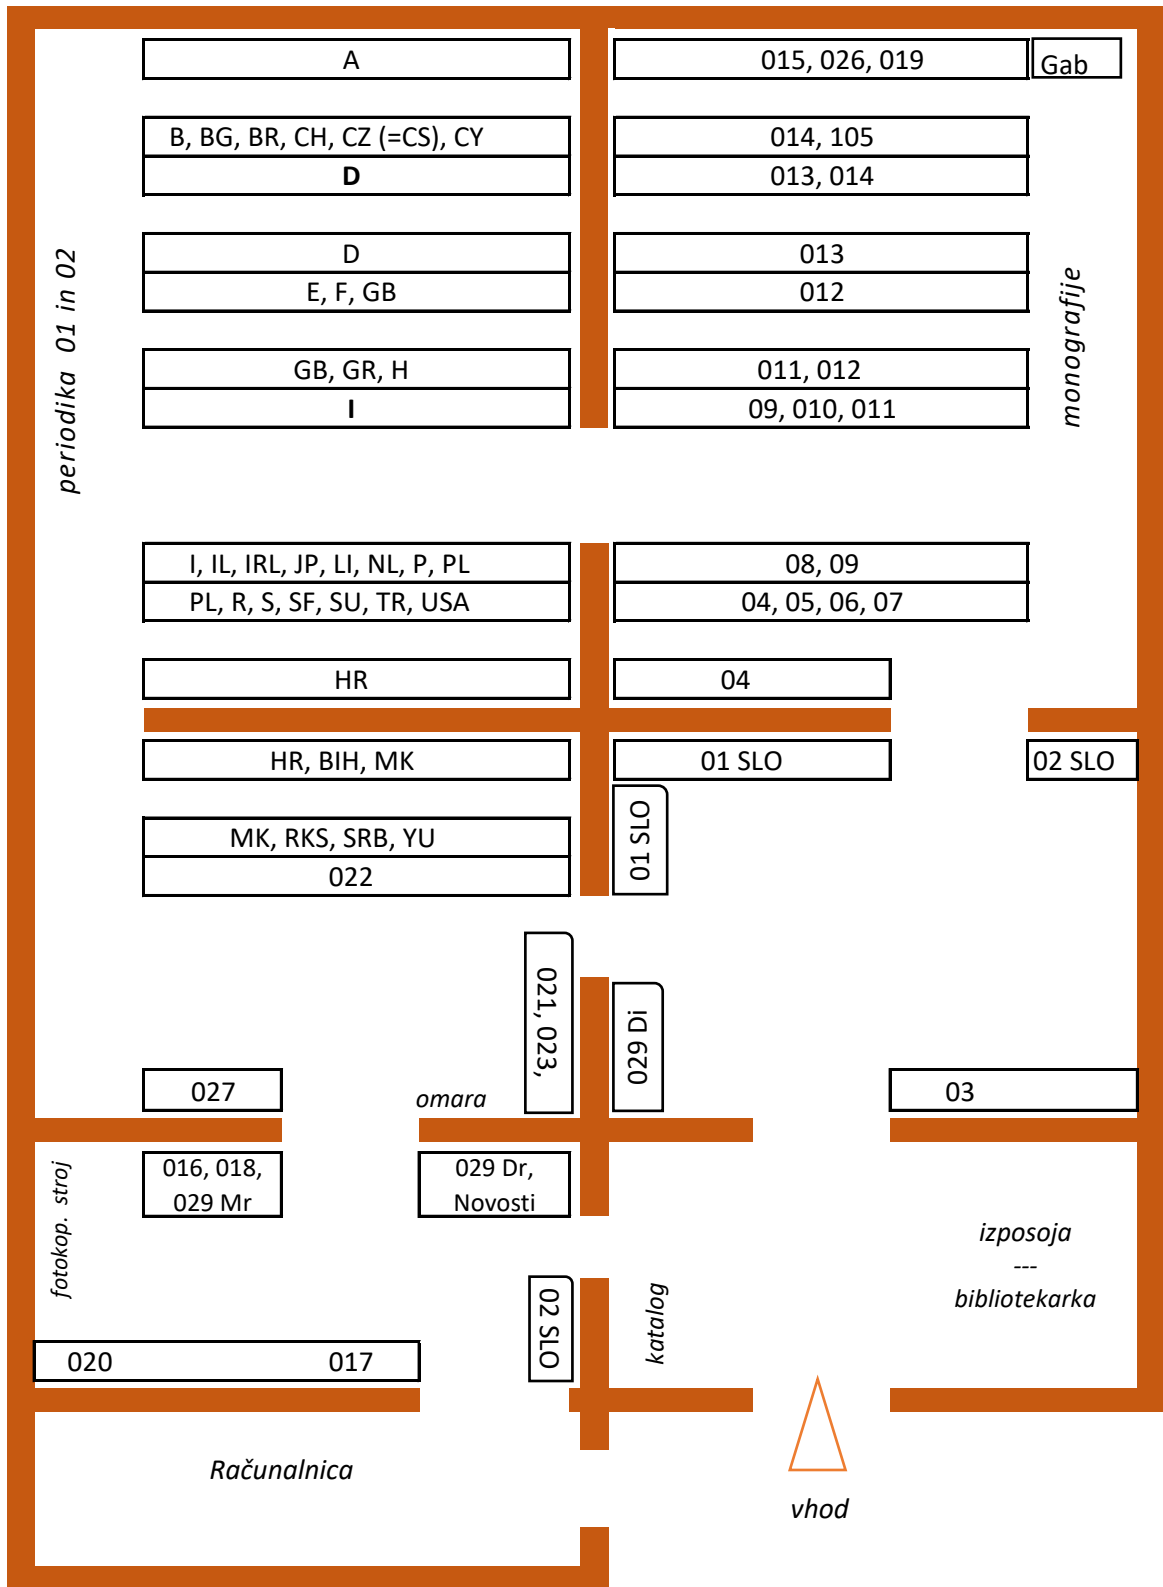 A
015, 026, 019
Gab
B, BG, BR, CH, CZ (=CS), CY
014, 105
D
013, 014
D
013
E, F, GB
012
periodika 01 in 02
monografije
GB, GR, H
011, 012
I
09, 010, 011
I, IL, IRL, JP, LI, NL, P, PL
08, 09
PL, R, S, SF, SU, TR, USA
04, 05, 06, 07
HR
04
HR, BIH, MK
01 SLO
02 SLO
01 SLO
MK, RKS, SRB, YU
022
021, 023,
029 Di
027
omara
03
fotokop. stroj
016, 018,
029 Mr
029 Dr,
Novosti
izposoja
---
bibliotekarka
02 SLO
katalog
020
017
Računalnica
vhod